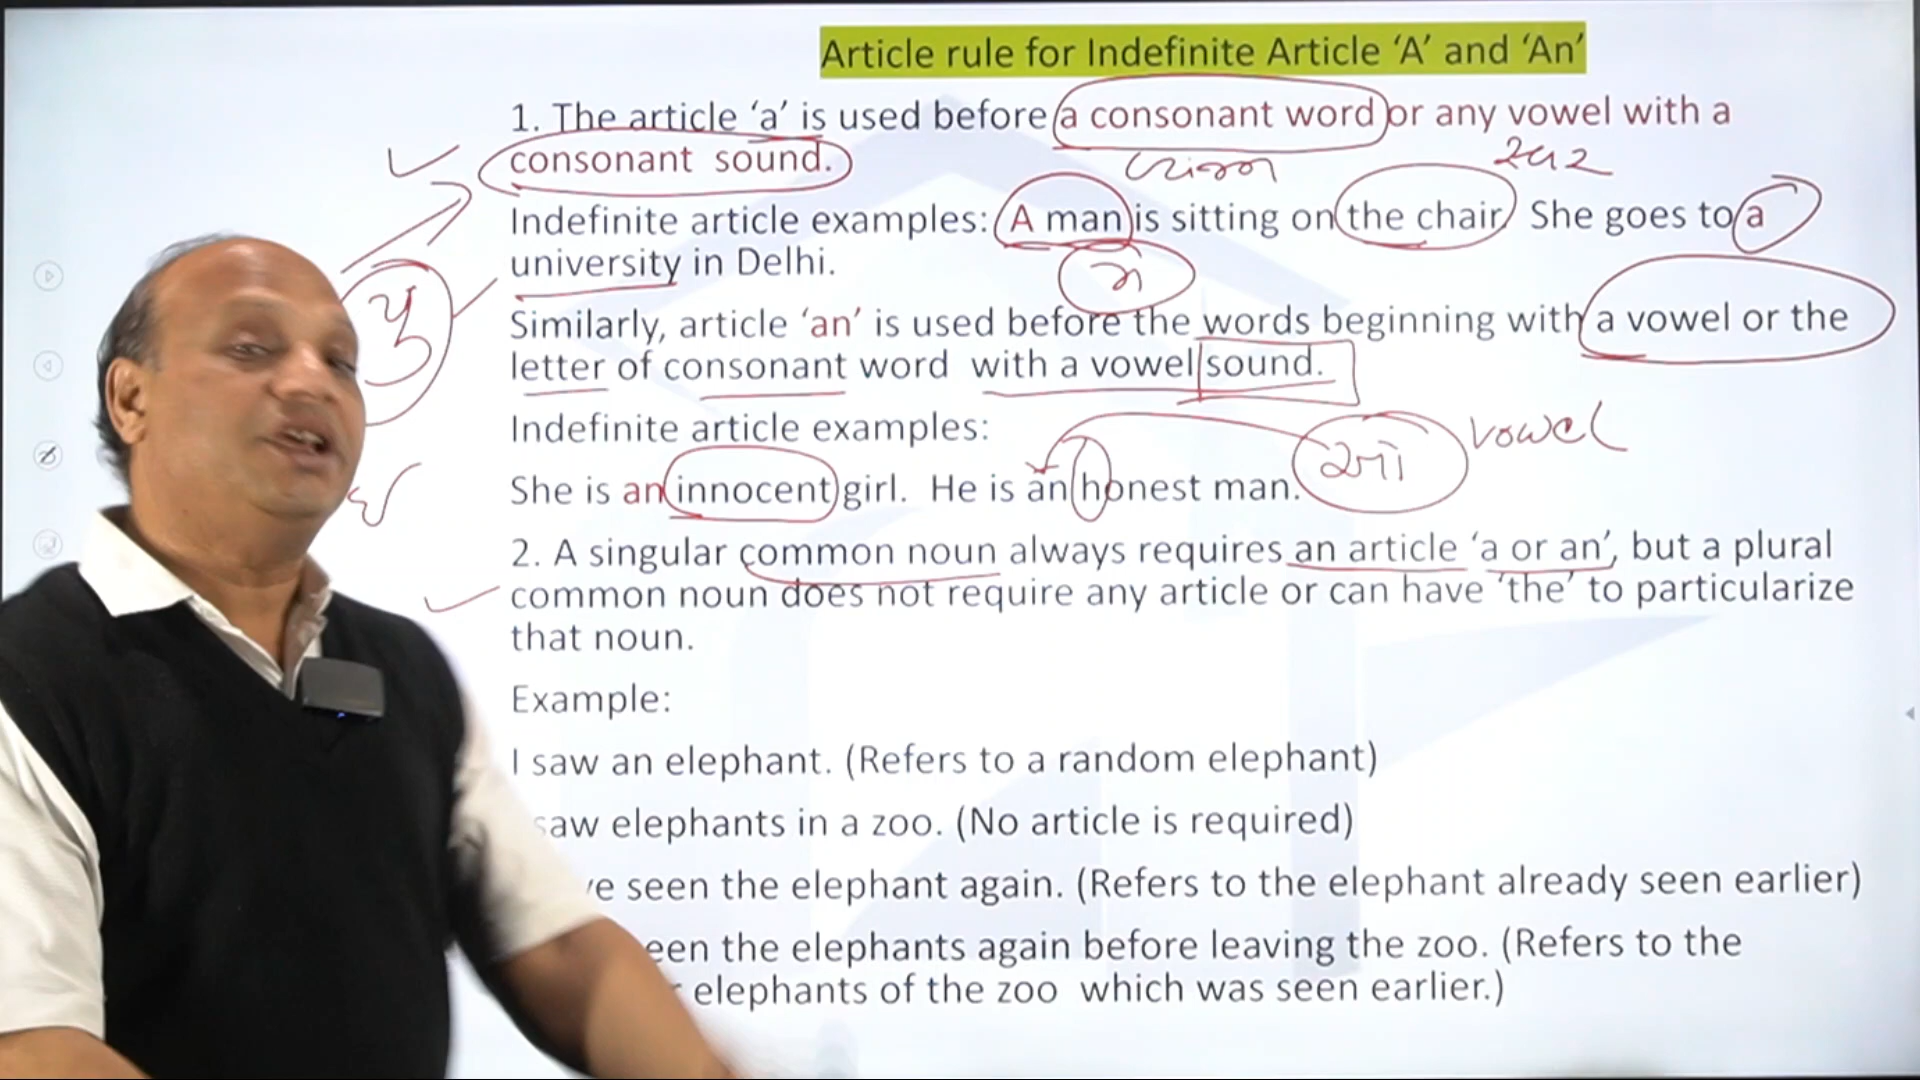 Article rule for Indefinite Article ‘A’ and ‘An’
1. The article ‘a’ is used before a consonant word or any vowel with a
consonant sound.
व्यंजन स्वर
Indefinite article examples: A man is sitting on the chair. She goes to a
university in Delhi.
यू
Similarly, article ‘an’ is used before the words beginning with a vowel or the
letter of consonant word with a vowel sound.
Indefinite article examples:
vowel
She is an innocent girl. He is an honest man.
2. A singular common noun always requires an article ‘a or an’, but a plural
common noun does not require any article or can have ‘the’ to particularize
that noun.
Example:
I saw an elephant. (Refers to a random elephant)
saw elephants in a zoo. (No article is required)
've seen the elephant again. (Refers to the elephant already seen earlier)
een the elephants again before leaving the zoo. (Refers to the
elephants of the zoo which was seen earlier.)